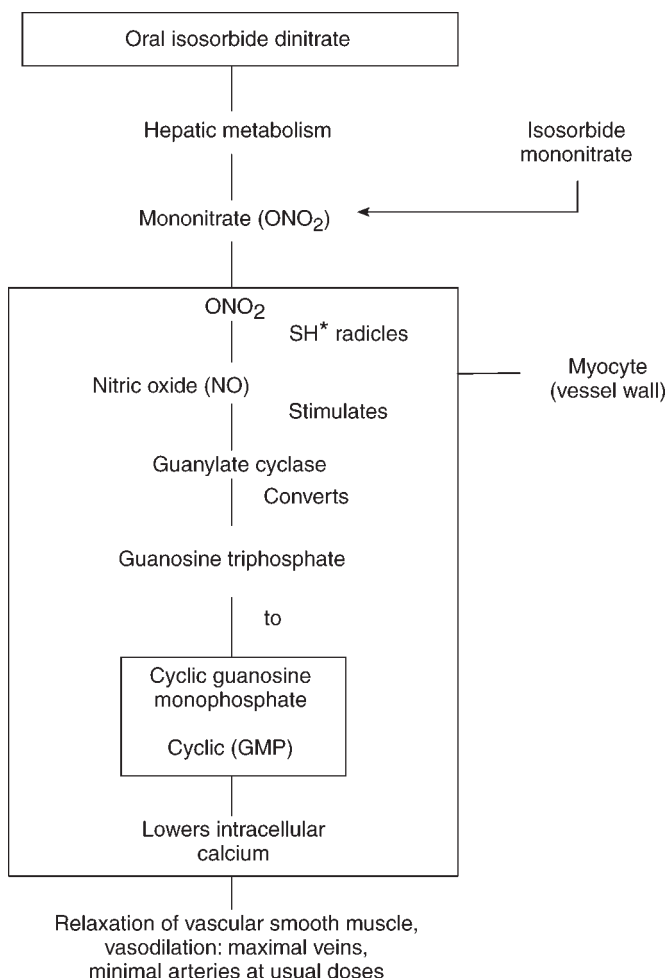 Oral isosorbide dinitrate
Hepatic metabolism
Isosorbide
mononitrate
Mononitrate (ONO₂)
ONO₂
SH* radicles
Nitric oxide (NO)
Myocyte
(vessel wall)
Stimulates
Guanylate cyclase
Converts
Guanosine triphosphate
to
Cyclic guanosine
monophosphate
Cyclic (GMP)
Lowers intracellular
calcium
Relaxation of vascular smooth muscle,
vasodilation: maximal veins,
minimal arteries at usual doses